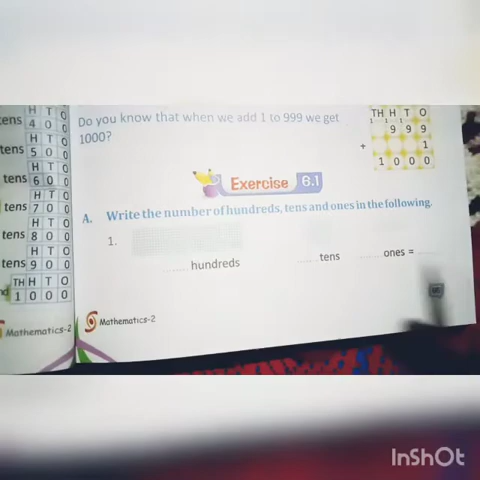 H T O
tens 4 0 0
H T O
tens 5 0 0
H T O
tens 6 0 0
H T O
tens 7 0 0
H T O
tens 8 0 0
H T O
tens 9 0 0
TH H T O
1 0 0 0
Mathematics-2
Do you know that when we add 1 to 999 we get
1000?
TH H T O
1 1 1
9 9 9
+ 1
1 0 0 0
Exercise 6.1
A. Write the number of hundreds, tens and ones in the following.
1.
...... hundreds ...... tens ...... ones = ......
Mathematics-2
InShOt